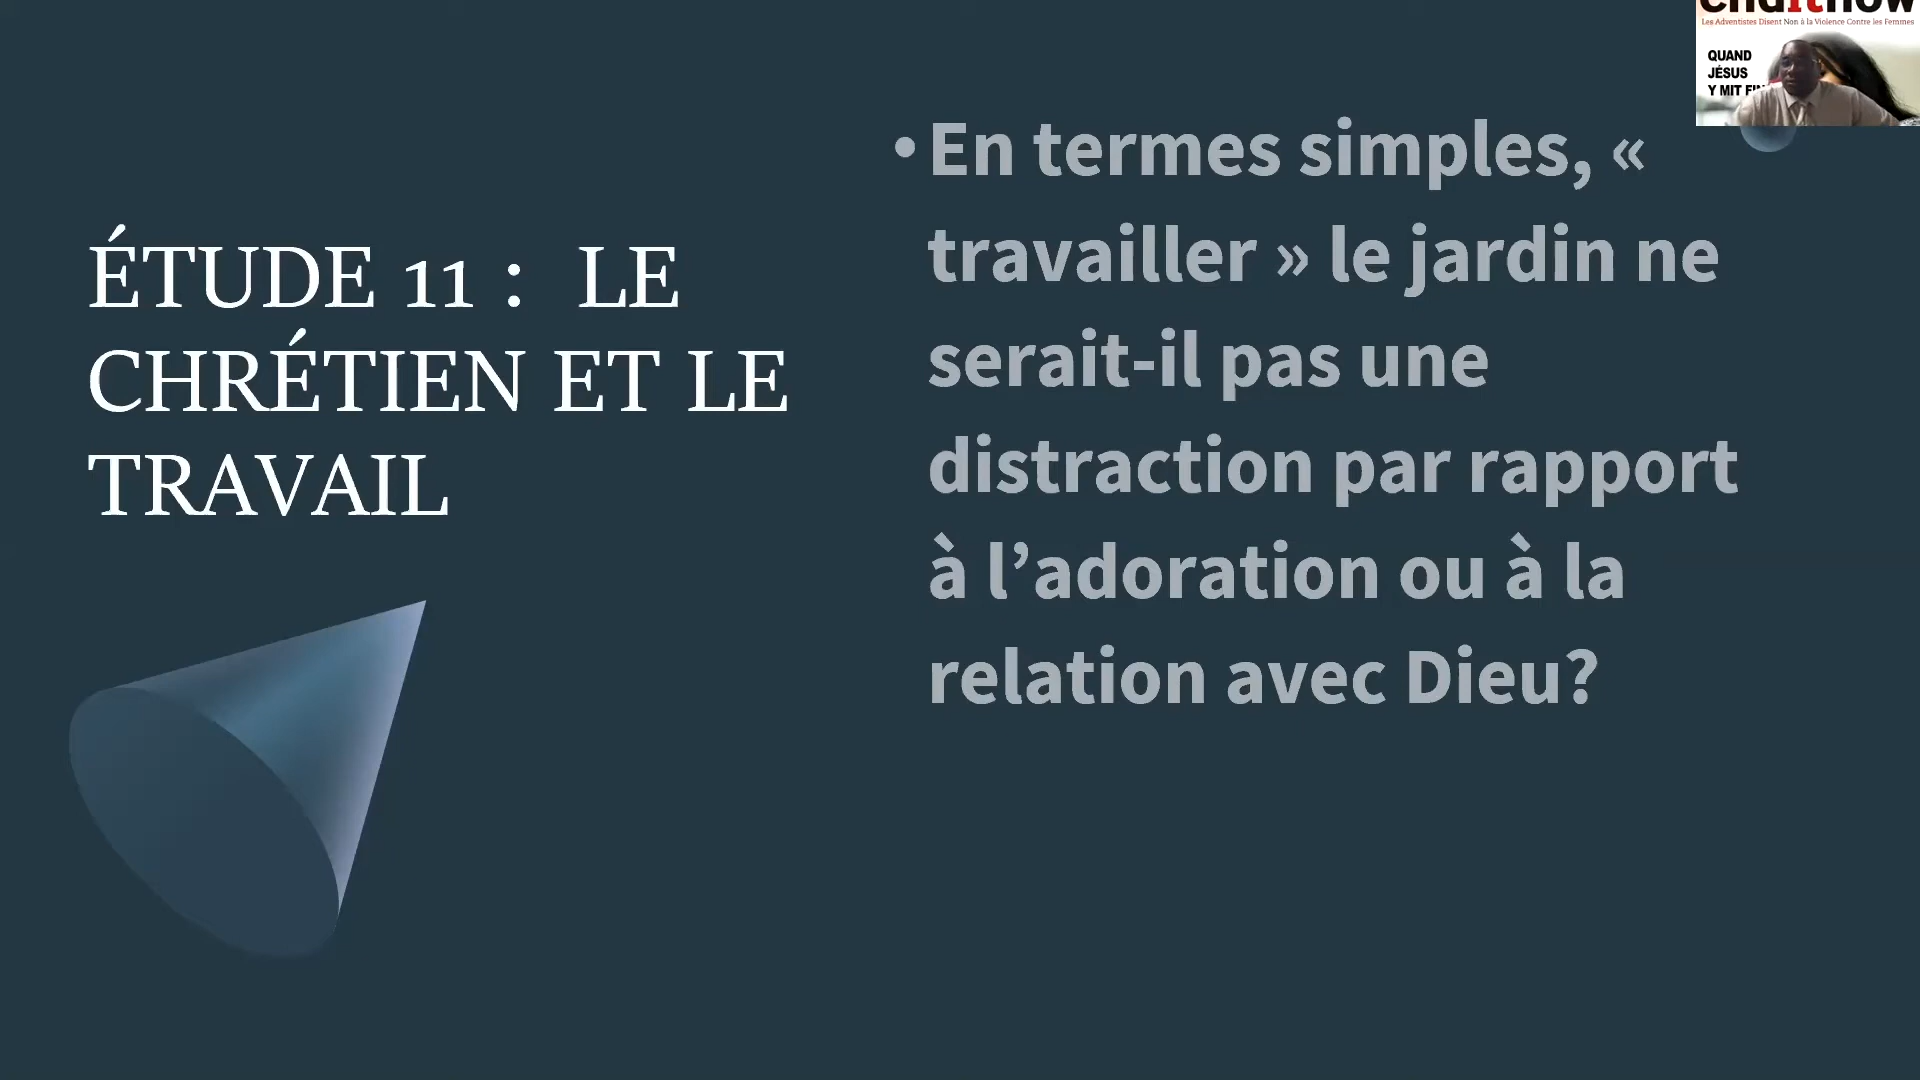 enditnow
Les Adventistes Disent Non à la Violence Contre les Femmes
QUAND
JÉSUS
Y MIT FIN
ÉTUDE 11 : LE
CHRÉTIEN ET LE
TRAVAIL
• En termes simples, «
travailler » le jardin ne
serait-il pas une
distraction par rapport
à l’adoration ou à la
relation avec Dieu?